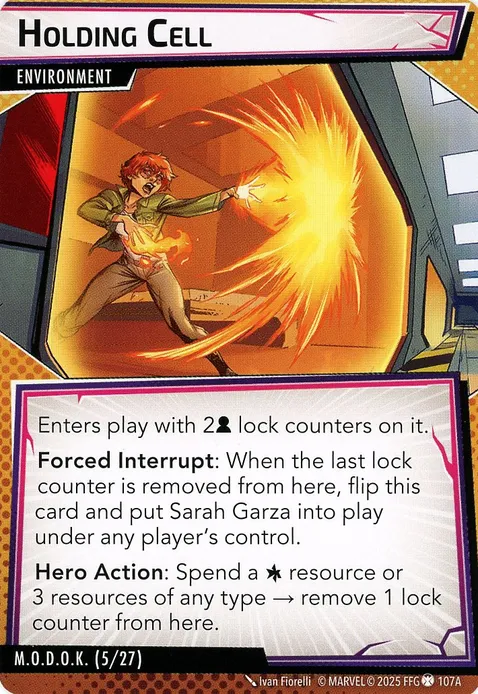 HOLDING CELL
ENVIRONMENT
Enters play with 2 lock counters on it.
Forced Interrupt: When the last lock
counter is removed from here, flip this
card and put Sarah Garza into play
under any player's control.
Hero Action: Spend a resource or
3 resources of any type → remove 1 lock
counter from here.
M.O.D.O.K. (5/27)
Ivan Fiorelli © MARVEL © 2025 FFG 107A